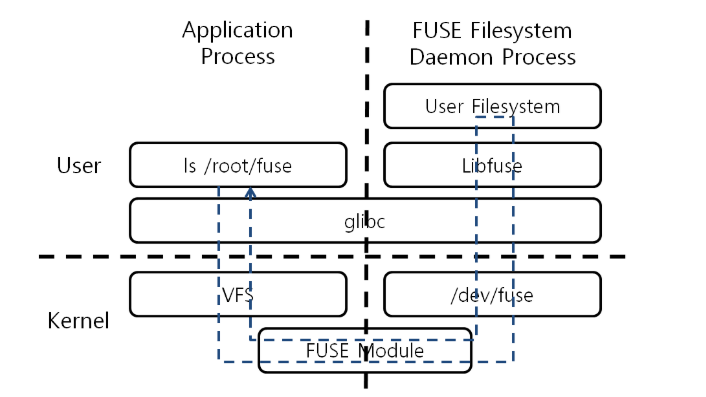 Application
Process
FUSE Filesystem
Daemon Process
User Filesystem
User
ls /root/fuse
Libfuse
glibc
VFS
/dev/fuse
Kernel
FUSE Module